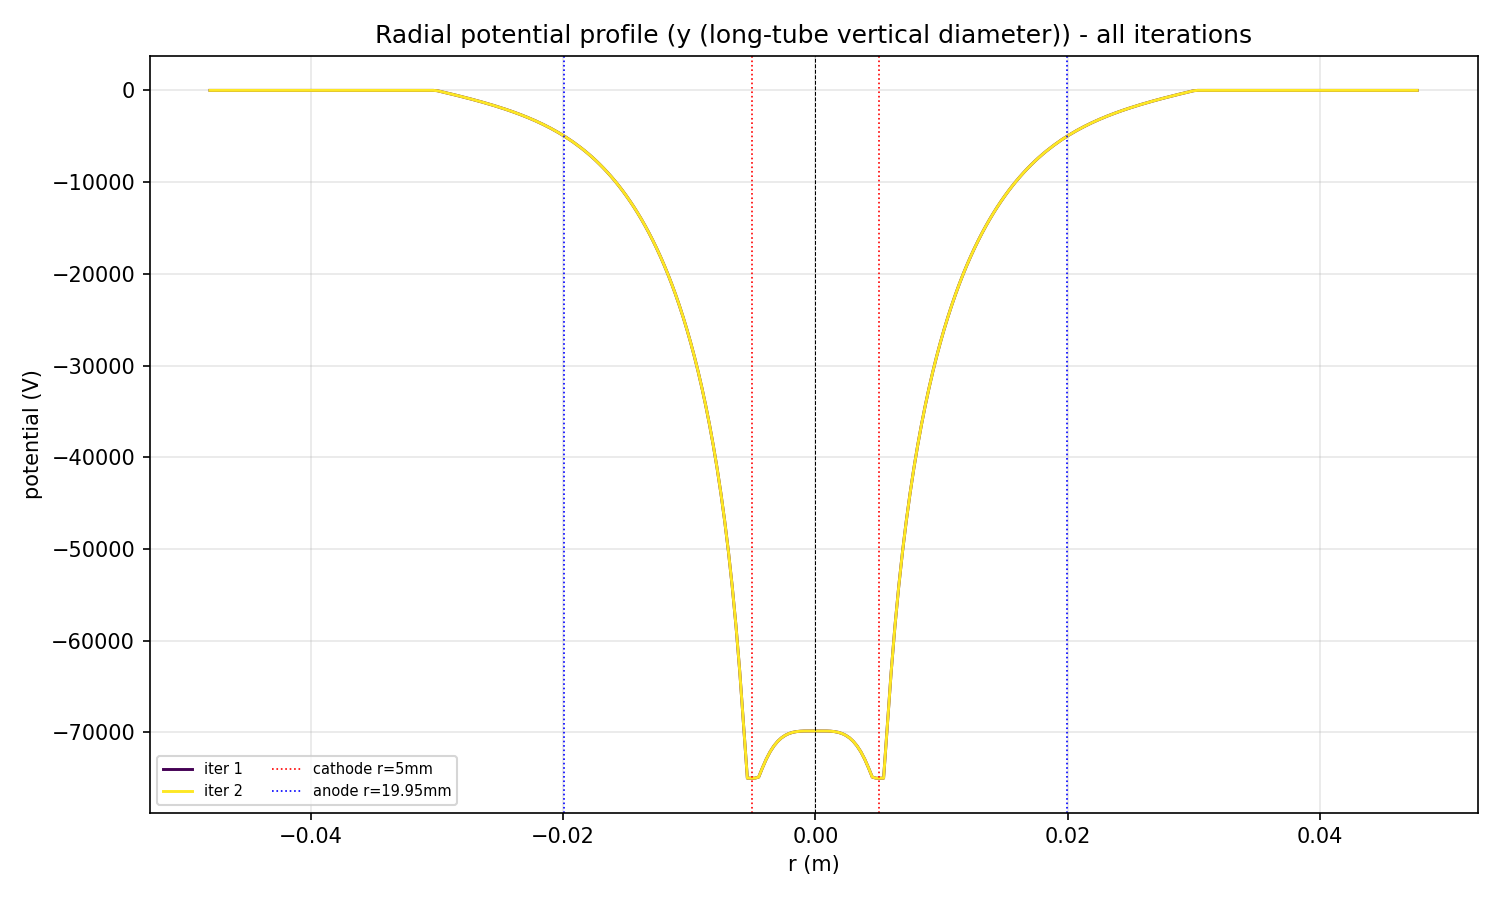 Radial potential profile (y (long-tube vertical diameter)) - all iterations
potential (V)
0
−10000
−20000
−30000
−40000
−50000
−60000
−70000
iter 1
iter 2
cathode r=5mm
anode r=19.95mm
−0.04
−0.02
0.00
0.02
0.04
r (m)